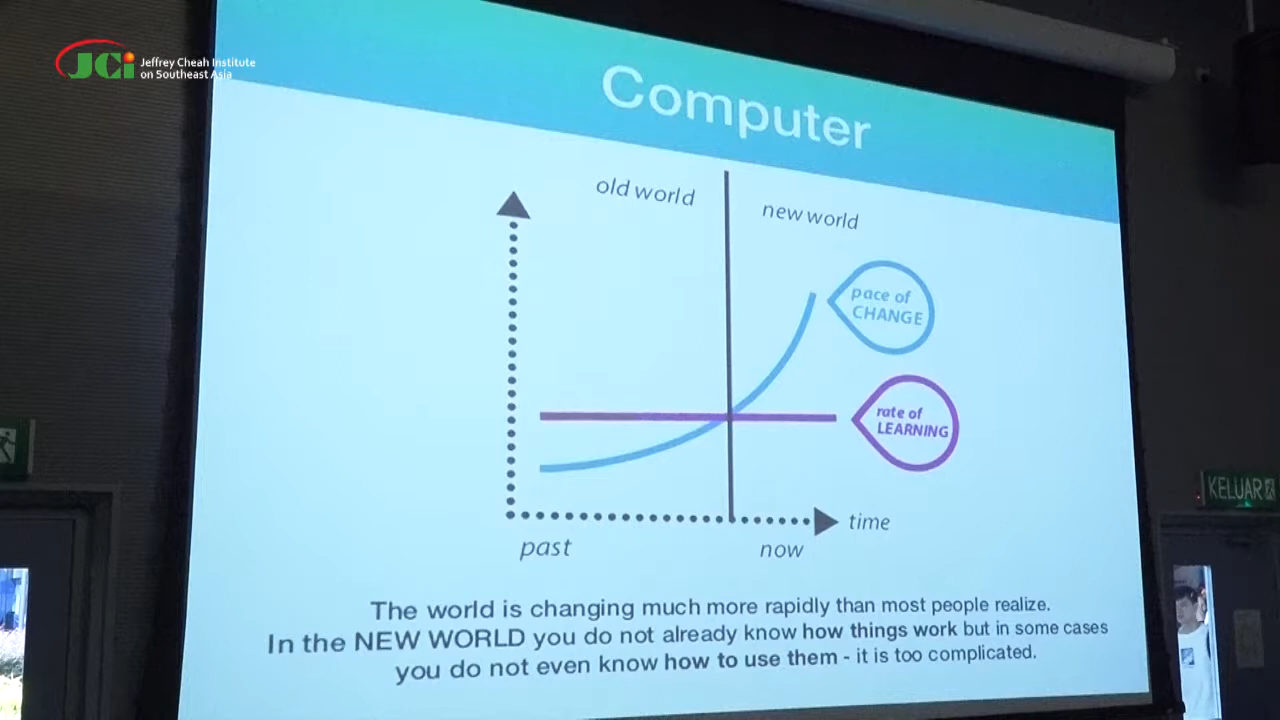 JCi Jeffrey Cheah Institute
on Southeast Asia
Computer
old world
new world
pace of
CHANGE
rate of
LEARNING
time
past
now
The world is changing much more rapidly than most people realize.
In the NEW WORLD you do not already know how things work but in some cases
you do not even know how to use them - it is too complicated.
KELUAR